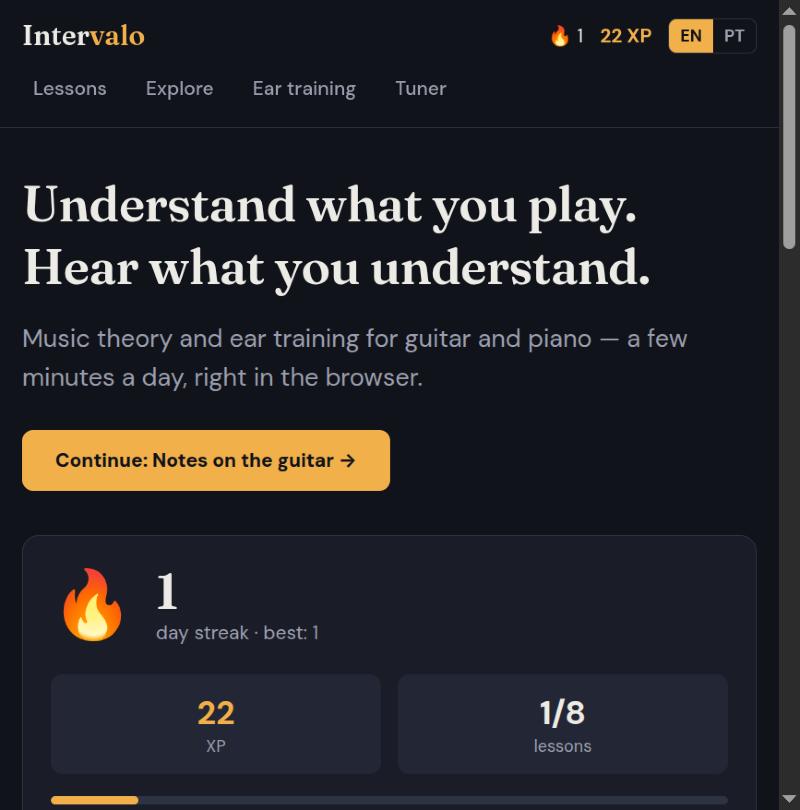 Intervalo
🔥 1 22 XP EN PT
Lessons Explore Ear training Tuner
Understand what you play.
Hear what you understand.
Music theory and ear training for guitar and piano — a few
minutes a day, right in the browser.
Continue: Notes on the guitar →
🔥 1
day streak · best: 1
22
XP
1/8
lessons